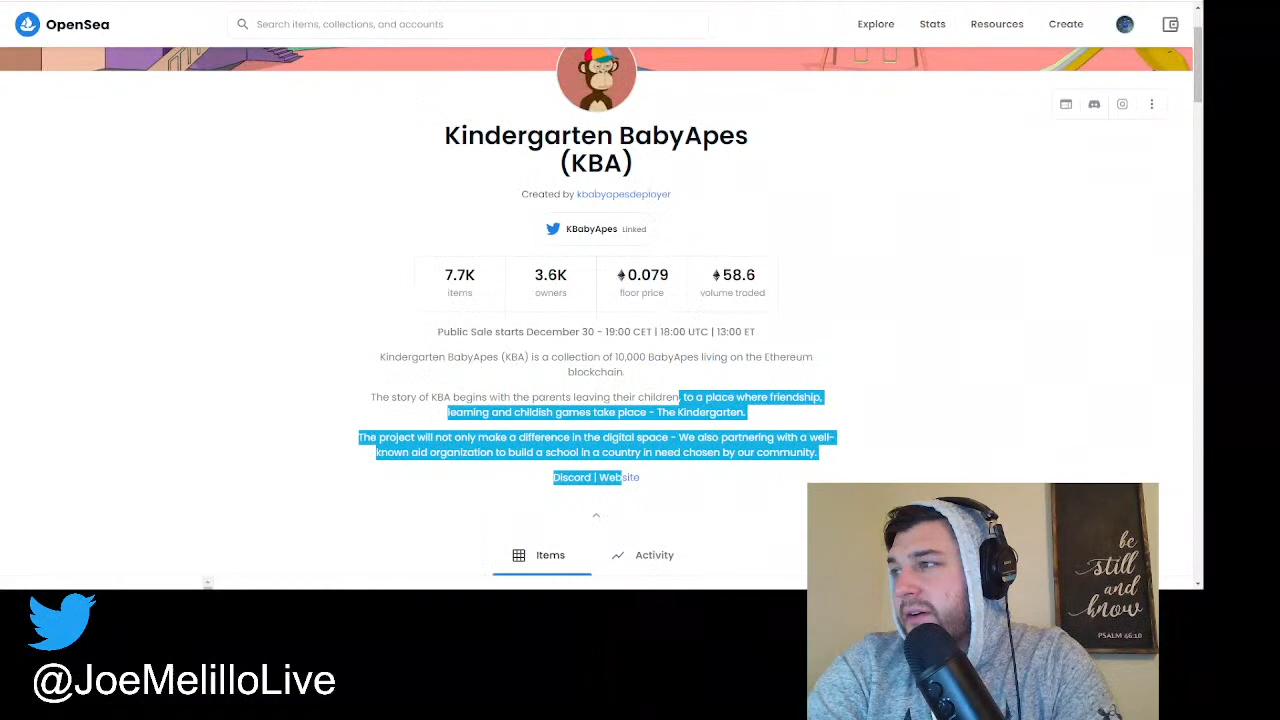 OpenSea
Search items, collections, and accounts
Explore
Stats
Resources
Create
Kindergarten BabyApes
(KBA)
Created by kbabyapesdeployer
KBabyApes Linked
7.7K
3.6K
0.079
58.6
items
owners
floor price
volume traded
Public Sale starts December 30 - 19:00 CET | 18:00 UTC | 13:00 ET
Kindergarten BabyApes (KBA) is a collection of 10,000 BabyApes living on the Ethereum
blockchain.
The story of KBA begins with the parents leaving their children, to a place where friendship,
learning and childish games take place - The Kindergarten.
The project will not only make a difference in the digital space - We also partnering with a well-
known aid organization to build a school in a country in need chosen by our community.
Discord | Website
Items
Activity
be
still
and
know
PSALM 46:10
@JoeMelilloLive